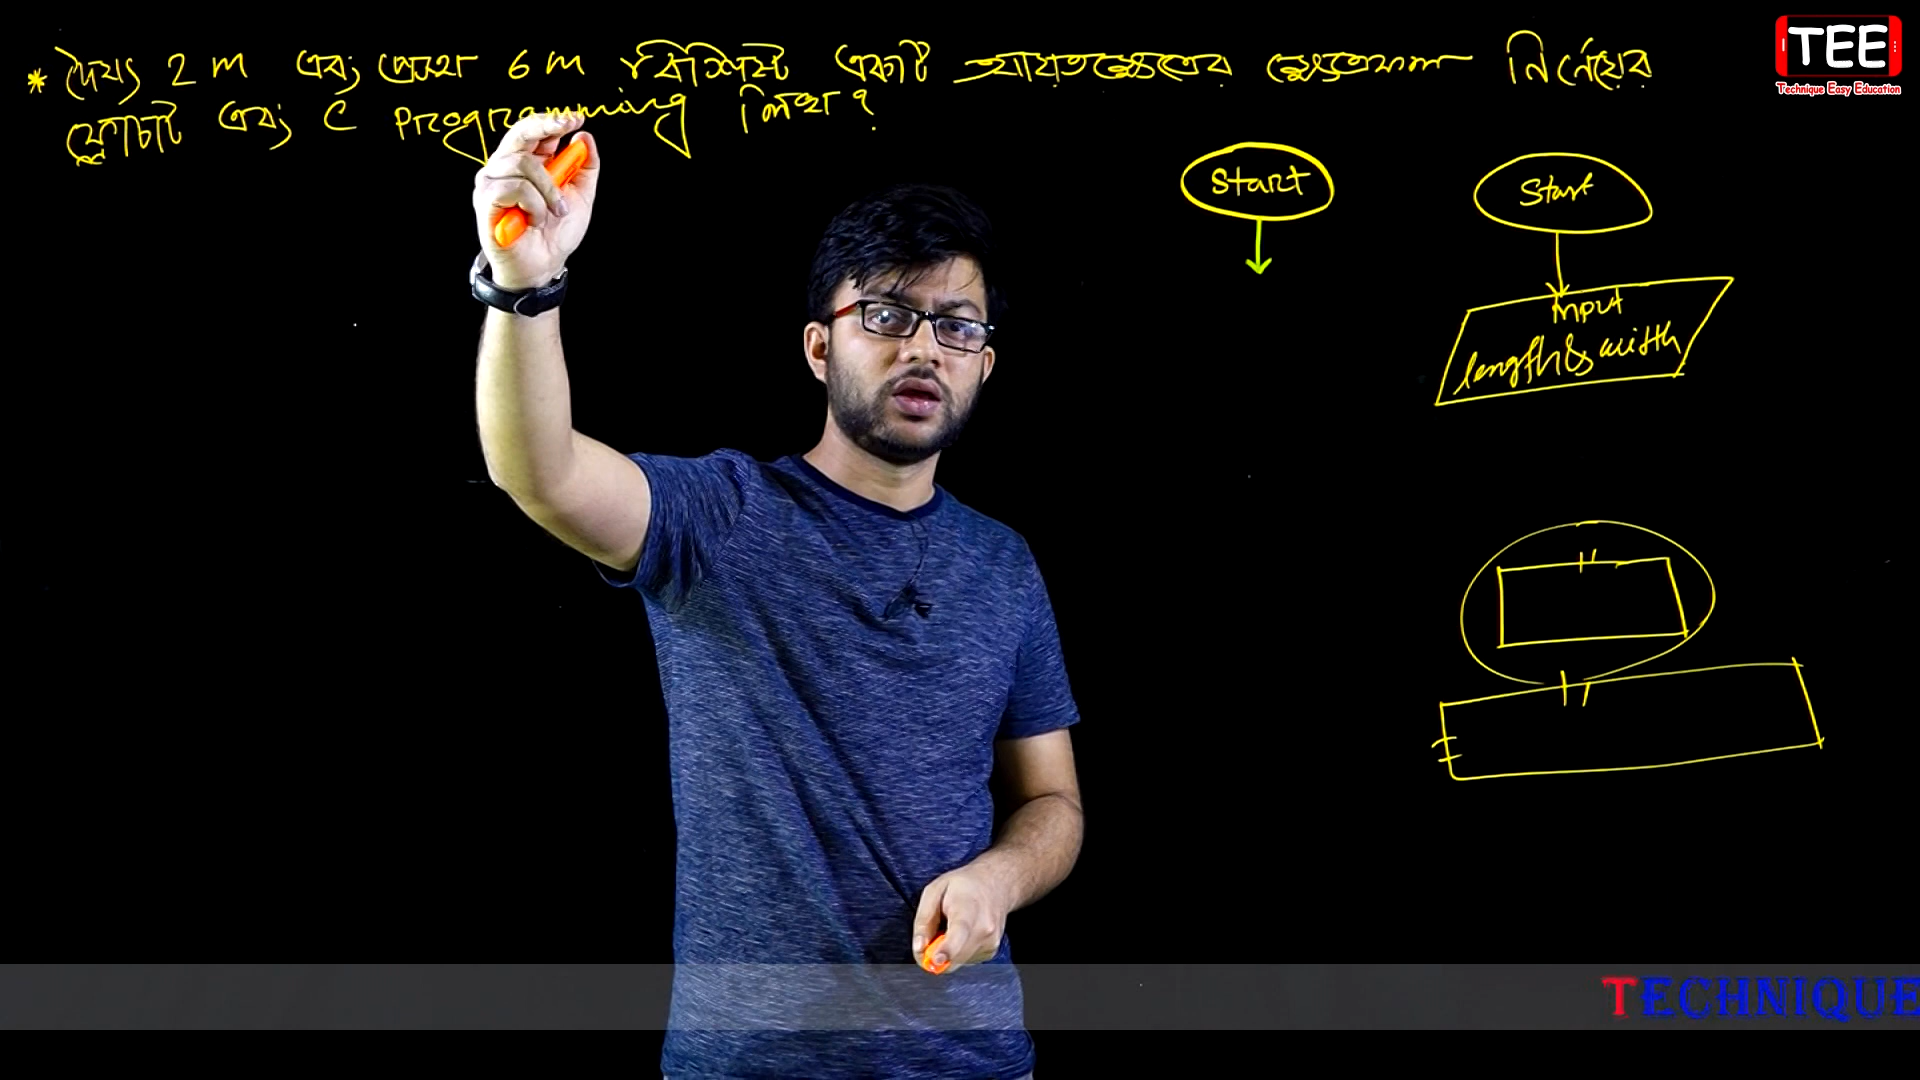 * দৈঘ্য 2 m এবং প্রস্থ 6 m বিশিষ্ট একটি আয়তক্ষেত্রের ক্ষেত্রফল নির্ণয়ের
ফ্লোচার্ট এবং C Programming লিখ?
TEE
Technique Easy Education
Start
Start
Input
length & width
TECHNIQUE